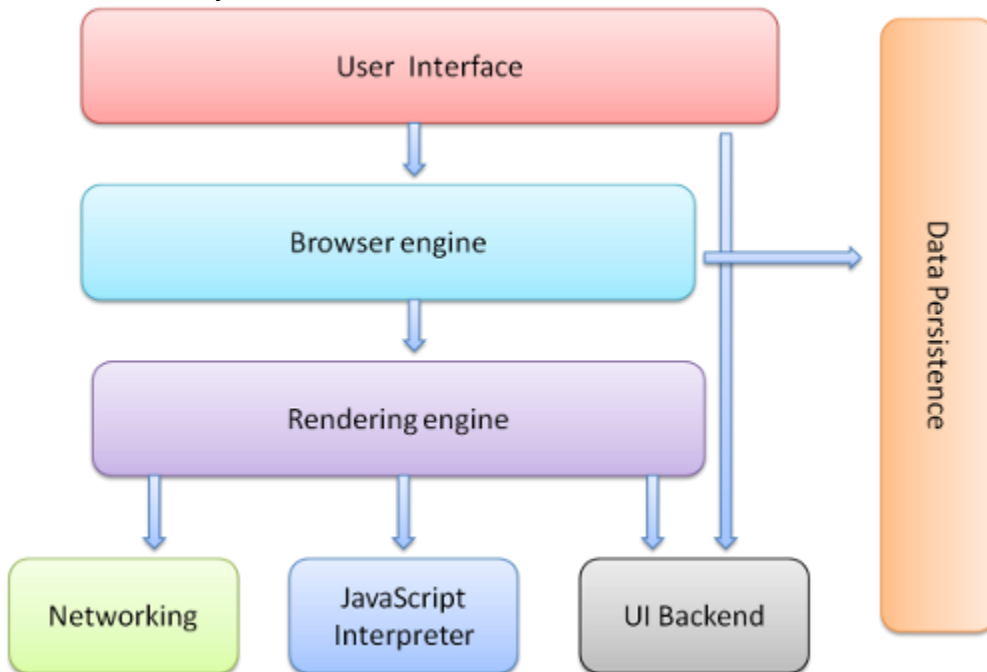 User Interface
Browser engine
Data Persistence
Rendering engine
Networking
JavaScript
Interpreter
UI Backend